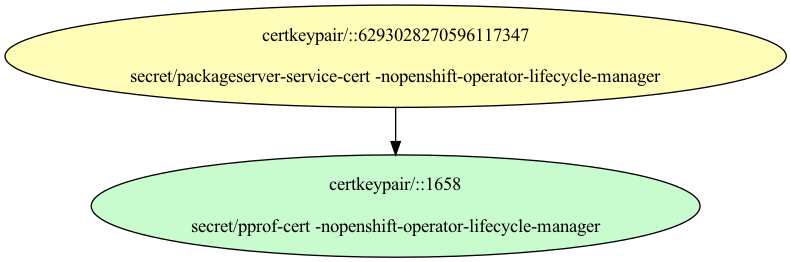 certkeypair/::6293028270596117347
secret/packageserver-service-cert -nopenshift-operator-lifecycle-manager
certkeypair/::1658
secret/pprof-cert -nopenshift-operator-lifecycle-manager